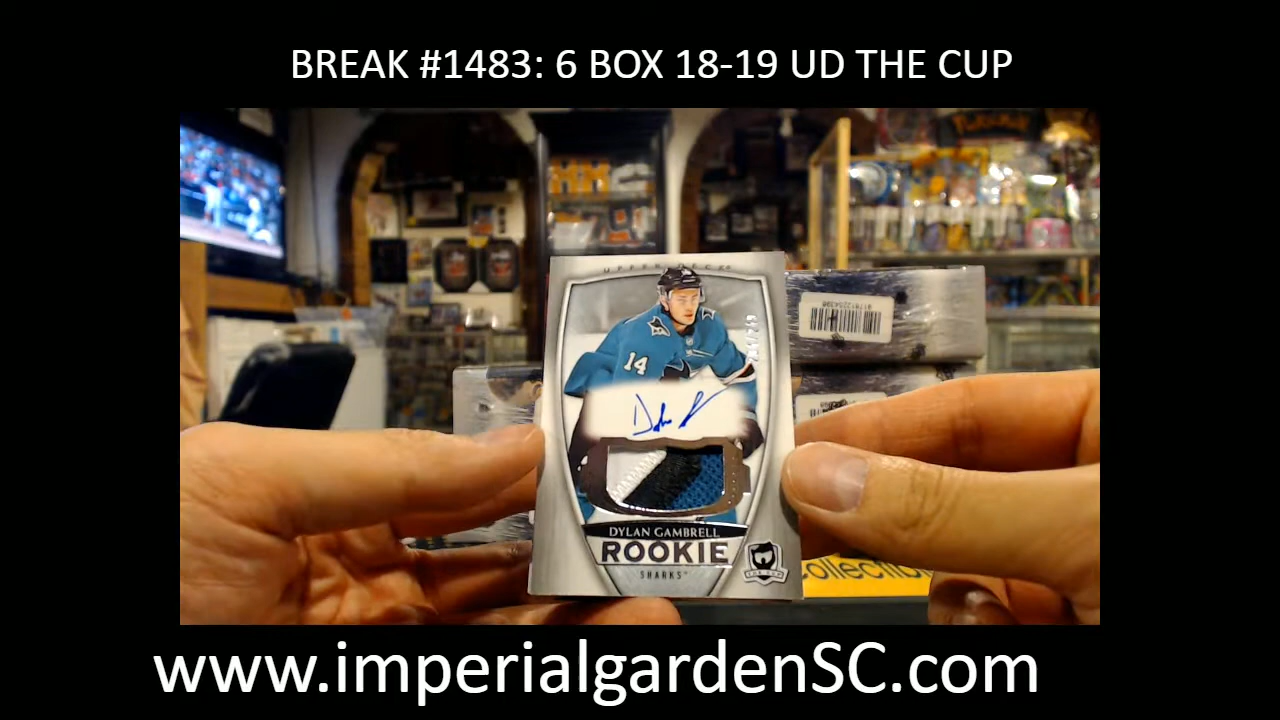 BREAK #1483: 6 BOX 18-19 UD THE CUP
UPPER DECK
14
DYLAN GAMBRELL
ROOKIE
SHARKS
www.imperialgardenSC.com